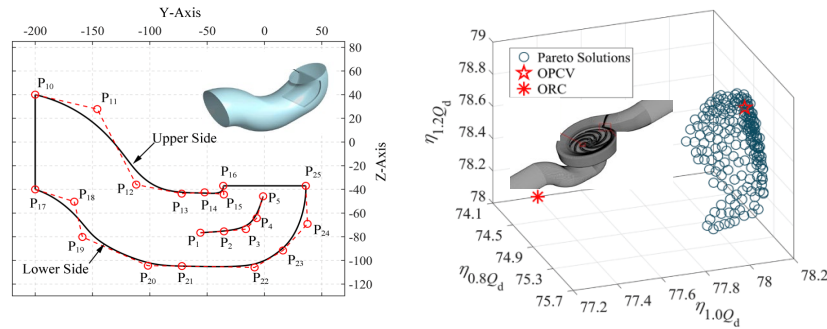 Y-Axis
-200 -150 -100 -50 0 50
80
60
40
20
0
-20
-40
-60
-80
-100
-120
Z-Axis
P10
P11
Upper Side
P12
P13
P14
P15
P16
P25
P17
P18
P19
P5
P4
P1
P2
P3
P24
P23
Lower Side
P20
P21
P22
79
78.8
78.6
78.4
78.2
78
η1.2Qd
Pareto Solutions
OPCV
ORC
74.1
74.5
74.9
75.3
75.7
η0.8Qd
77.2
77.4
77.6
77.8
78
78.2
η1.0Qd